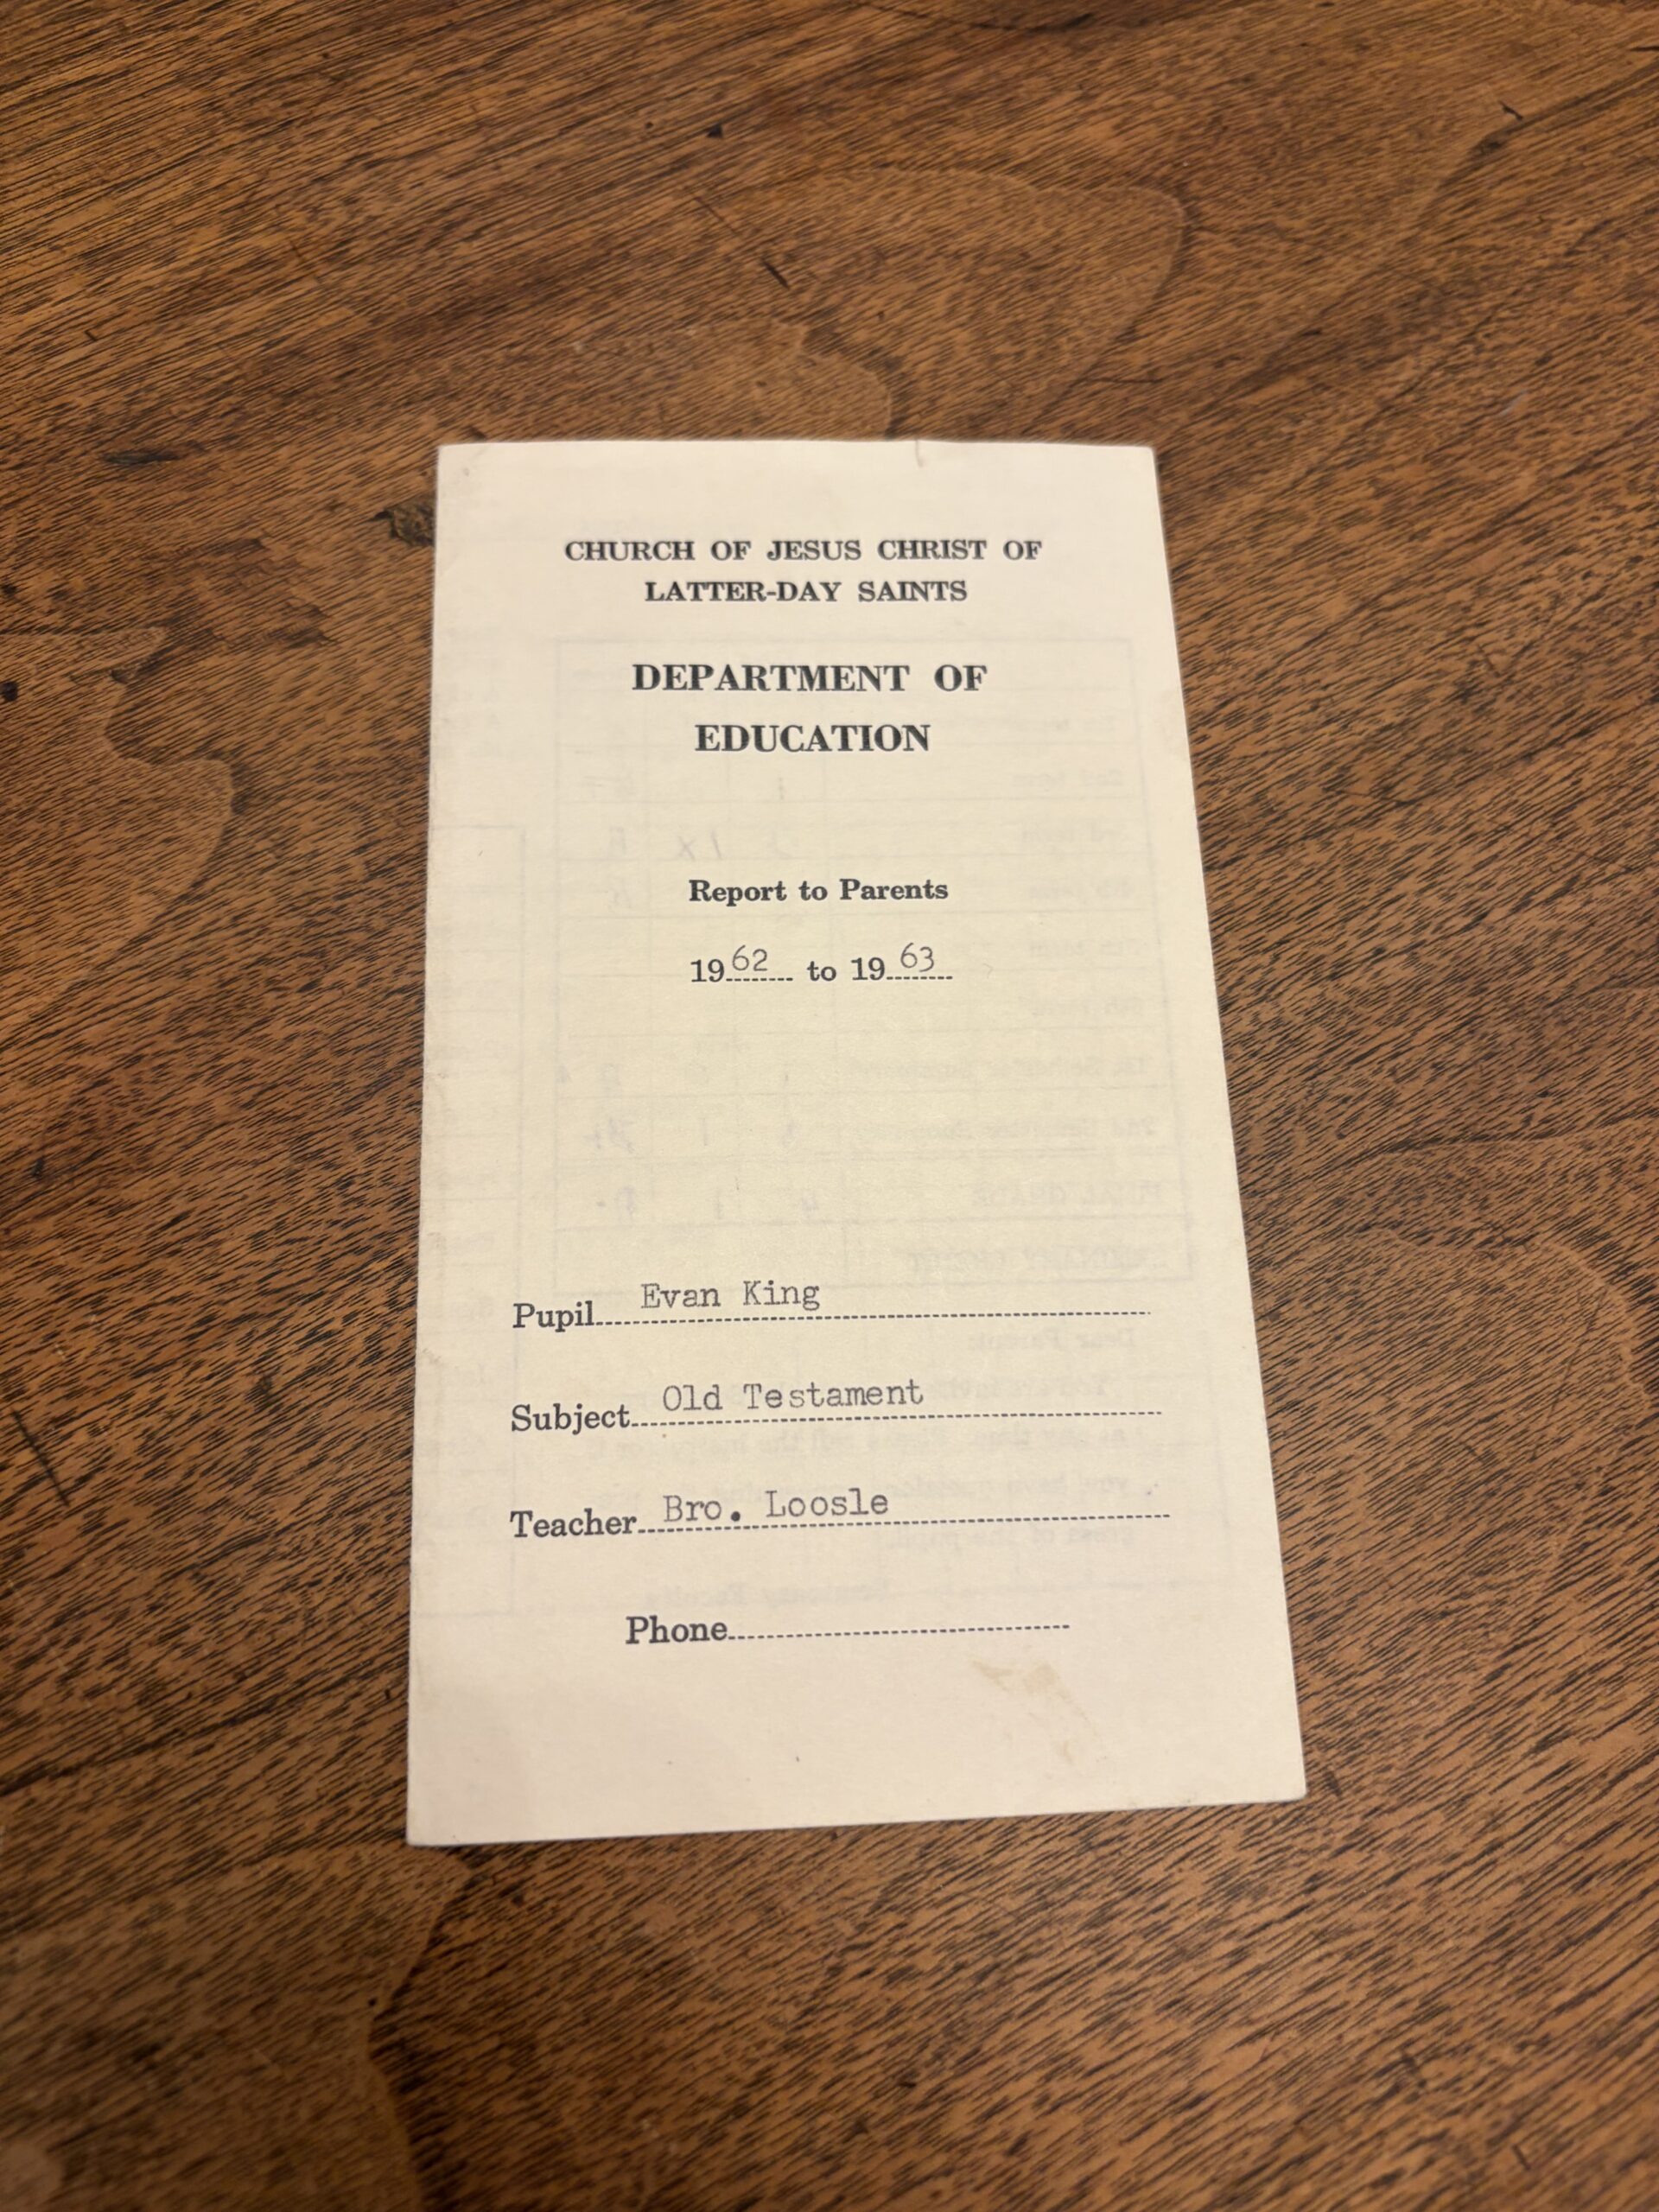 CHURCH OF JESUS CHRIST OF
LATTER-DAY SAINTS
DEPARTMENT OF
EDUCATION
Report to Parents
1962 to 1963
Pupil Evan King
Subject Old Testament
Teacher Bro. Loosle
Phone